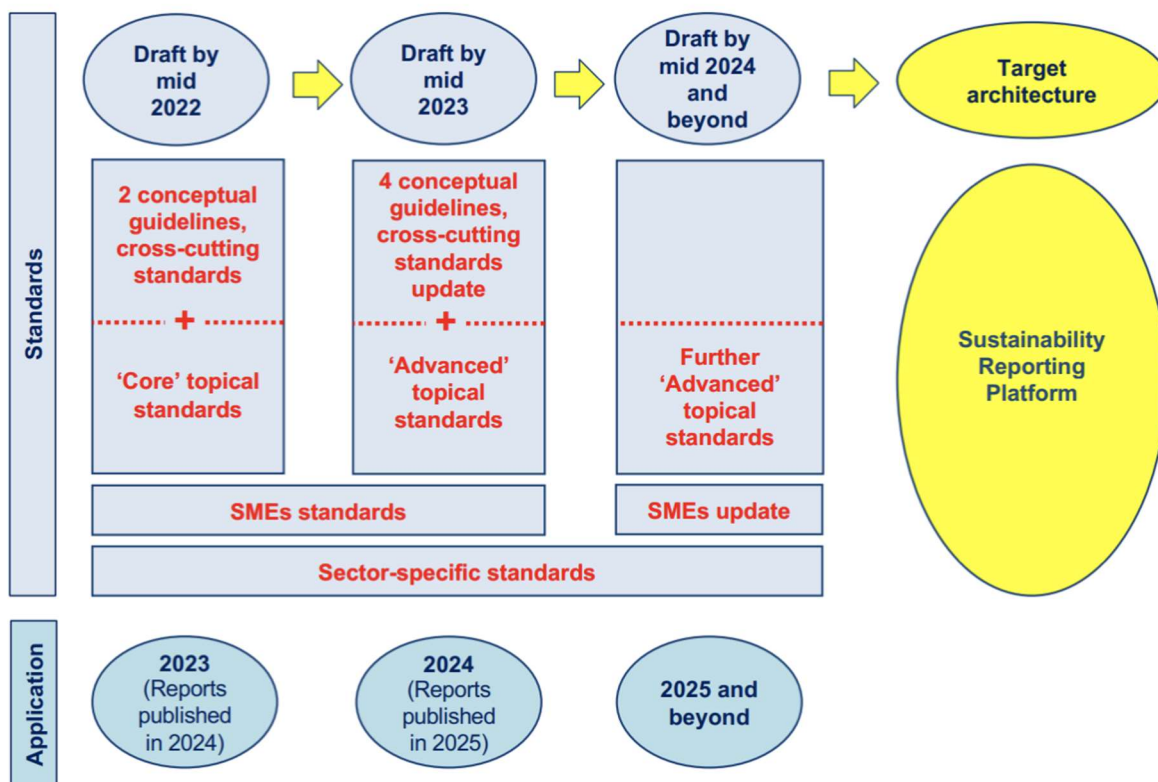 Standards
Draft by
mid
2022
Draft by
mid
2023
Draft by
mid 2024
and
beyond
Target
architecture
2 conceptual
guidelines,
cross-cutting
standards
+
‘Core’ topical
standards
4 conceptual
guidelines,
cross-cutting
standards
update
+
‘Advanced’
topical
standards
Further
‘Advanced’
topical
standards
Sustainability
Reporting
Platform
SMEs standards
SMEs update
Sector-specific standards
Application
2023
(Reports
published
in 2024)
2024
(Reports
published
in 2025)
2025 and
beyond